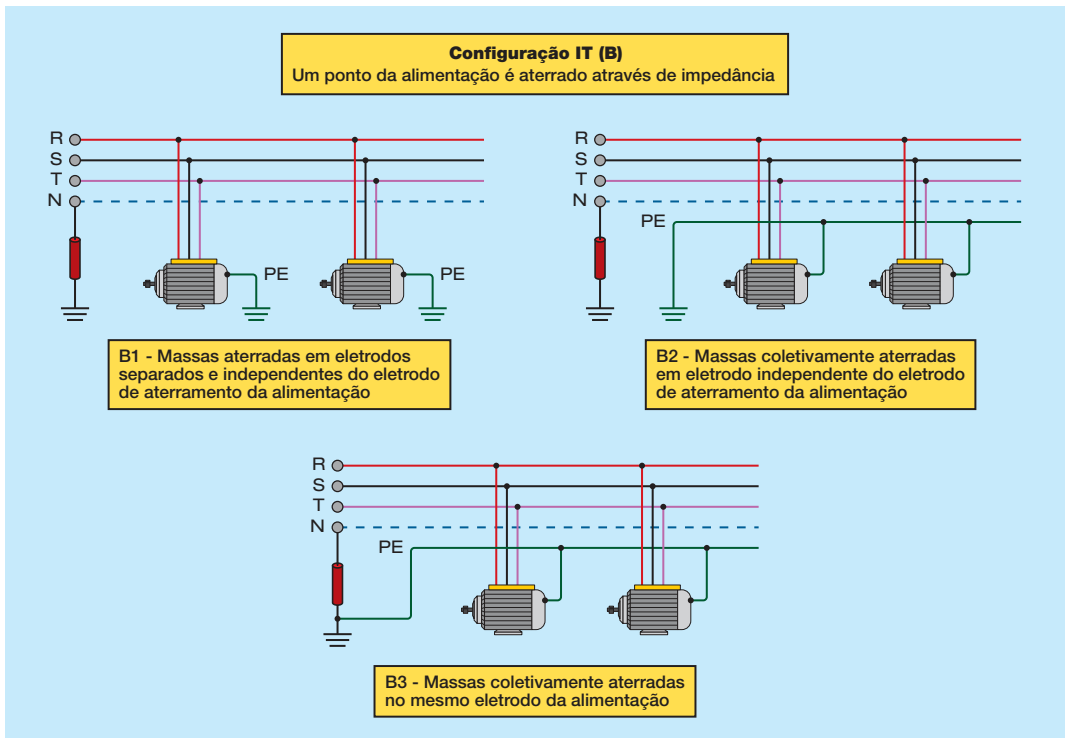 Configuração IT (B)
Um ponto da alimentação é aterrado através de impedância
R
S
T
N
PE
PE
B1 - Massas aterradas em eletrodos
separados e independentes do eletrodo
de aterramento da alimentação
R
S
T
N
PE
B2 - Massas coletivamente aterradas
em eletrodo independente do eletrodo
de aterramento da alimentação
R
S
T
N
PE
B3 - Massas coletivamente aterradas
no mesmo eletrodo da alimentação